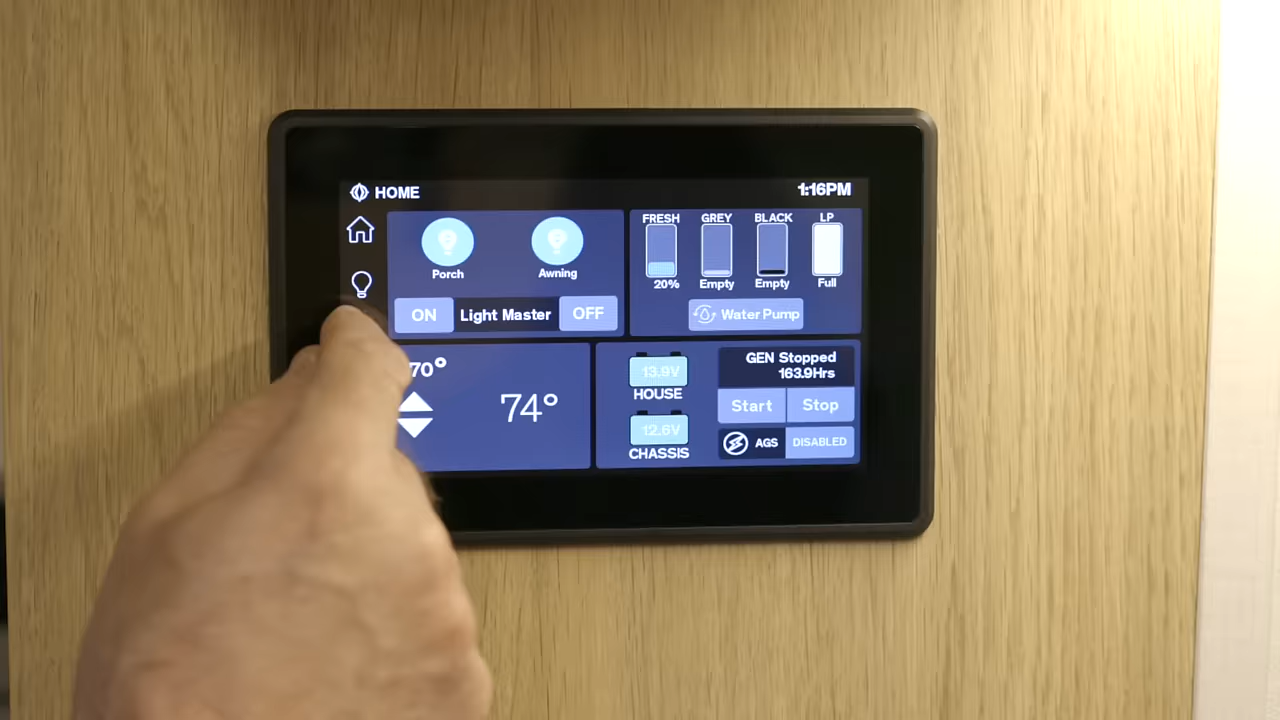 HOME
1:16PM
Porch
Awning
ON
Light Master
OFF
FRESH
GREY
BLACK
LP
20%
Empty
Empty
Full
Water Pump
70°
74°
13.9V
HOUSE
12.6V
CHASSIS
GEN Stopped
163.9Hrs
Start
Stop
AGS
DISABLED